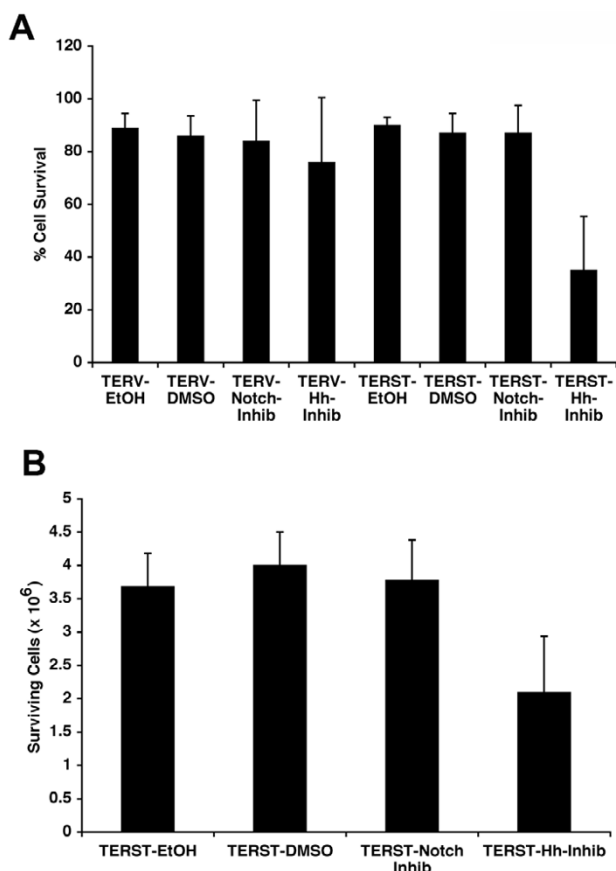 A
120
100
80
60
40
20
0
% Cell Survival
TERV- TERV- TERV- TERV- TERST- TERST- TERST- TERST-
EtOH DMSO Notch- Hh- EtOH DMSO Notch- Hh-
Inhib Inhib Inhib Inhib
B
5
4.5
4
3.5
3
2.5
2
1.5
1
0.5
0
Surviving Cells (x 10⁶)
TERST-EtOH TERST-DMSO TERST-Notch TERST-Hh-Inhib
Inhib